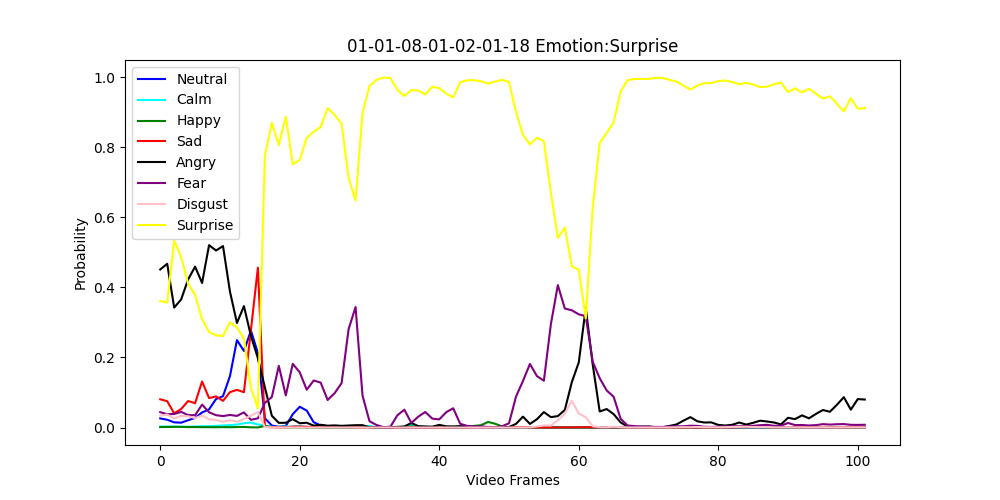 01-01-08-01-02-01-18 Emotion:Surprise
1.0
0.8
0.6
0.4
0.2
0.0
Probability
Neutral
Calm
Happy
Sad
Angry
Fear
Disgust
Surprise
0 20 40 60 80 100
Video Frames